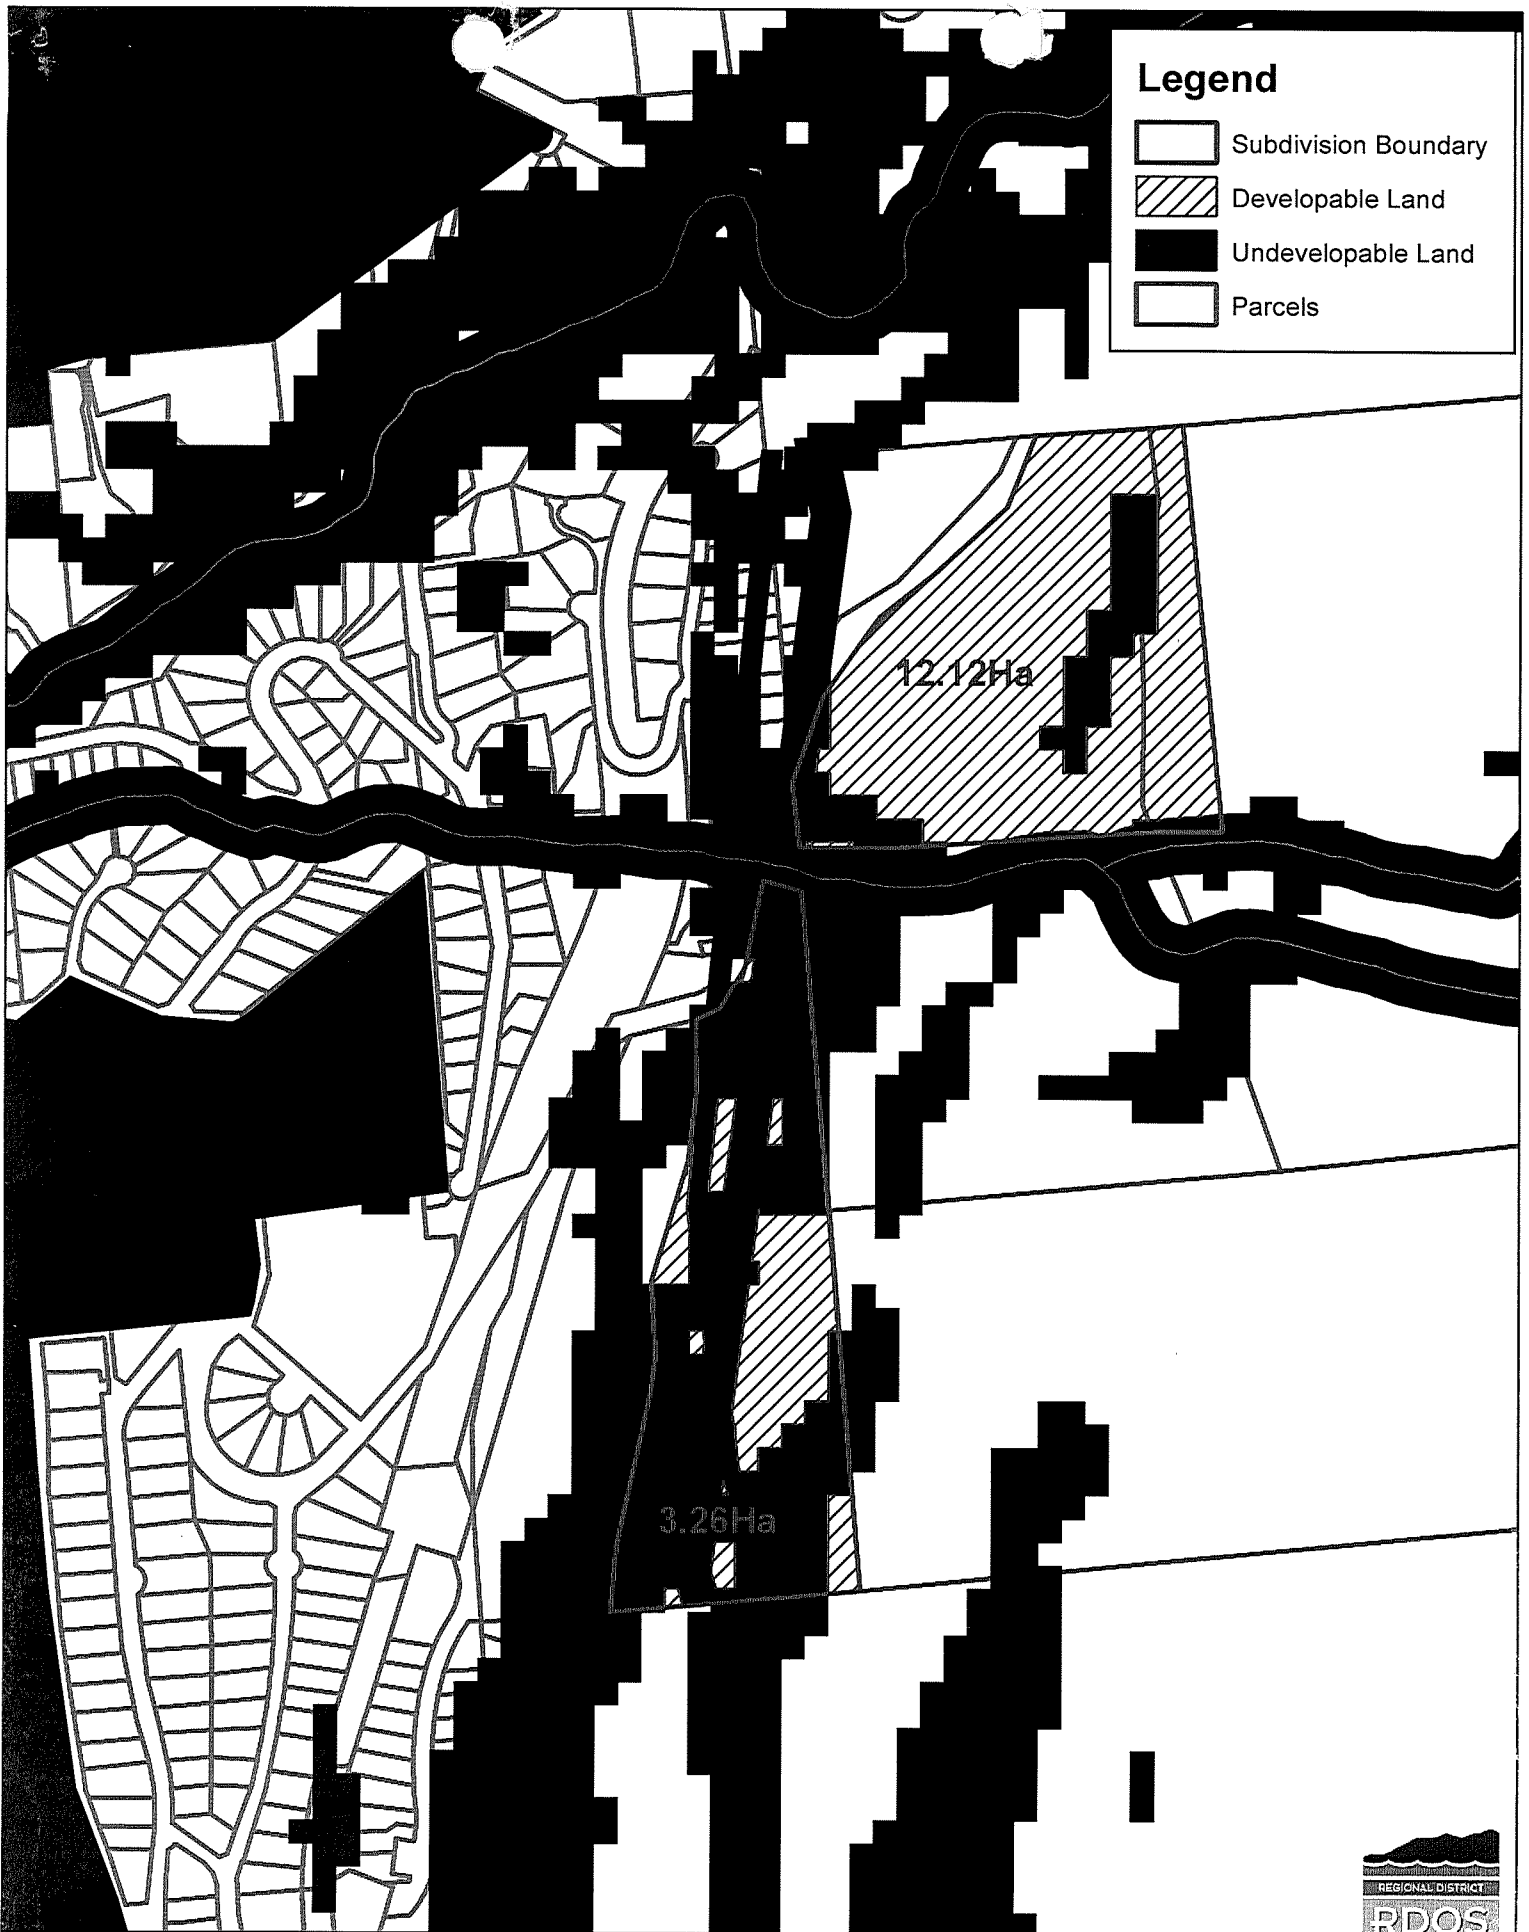 Legend
Subdivision Boundary
Developable Land
Undevelopable Land
Parcels
12.12Ha
3.26Ha
REGIONAL DISTRICT
RDOS